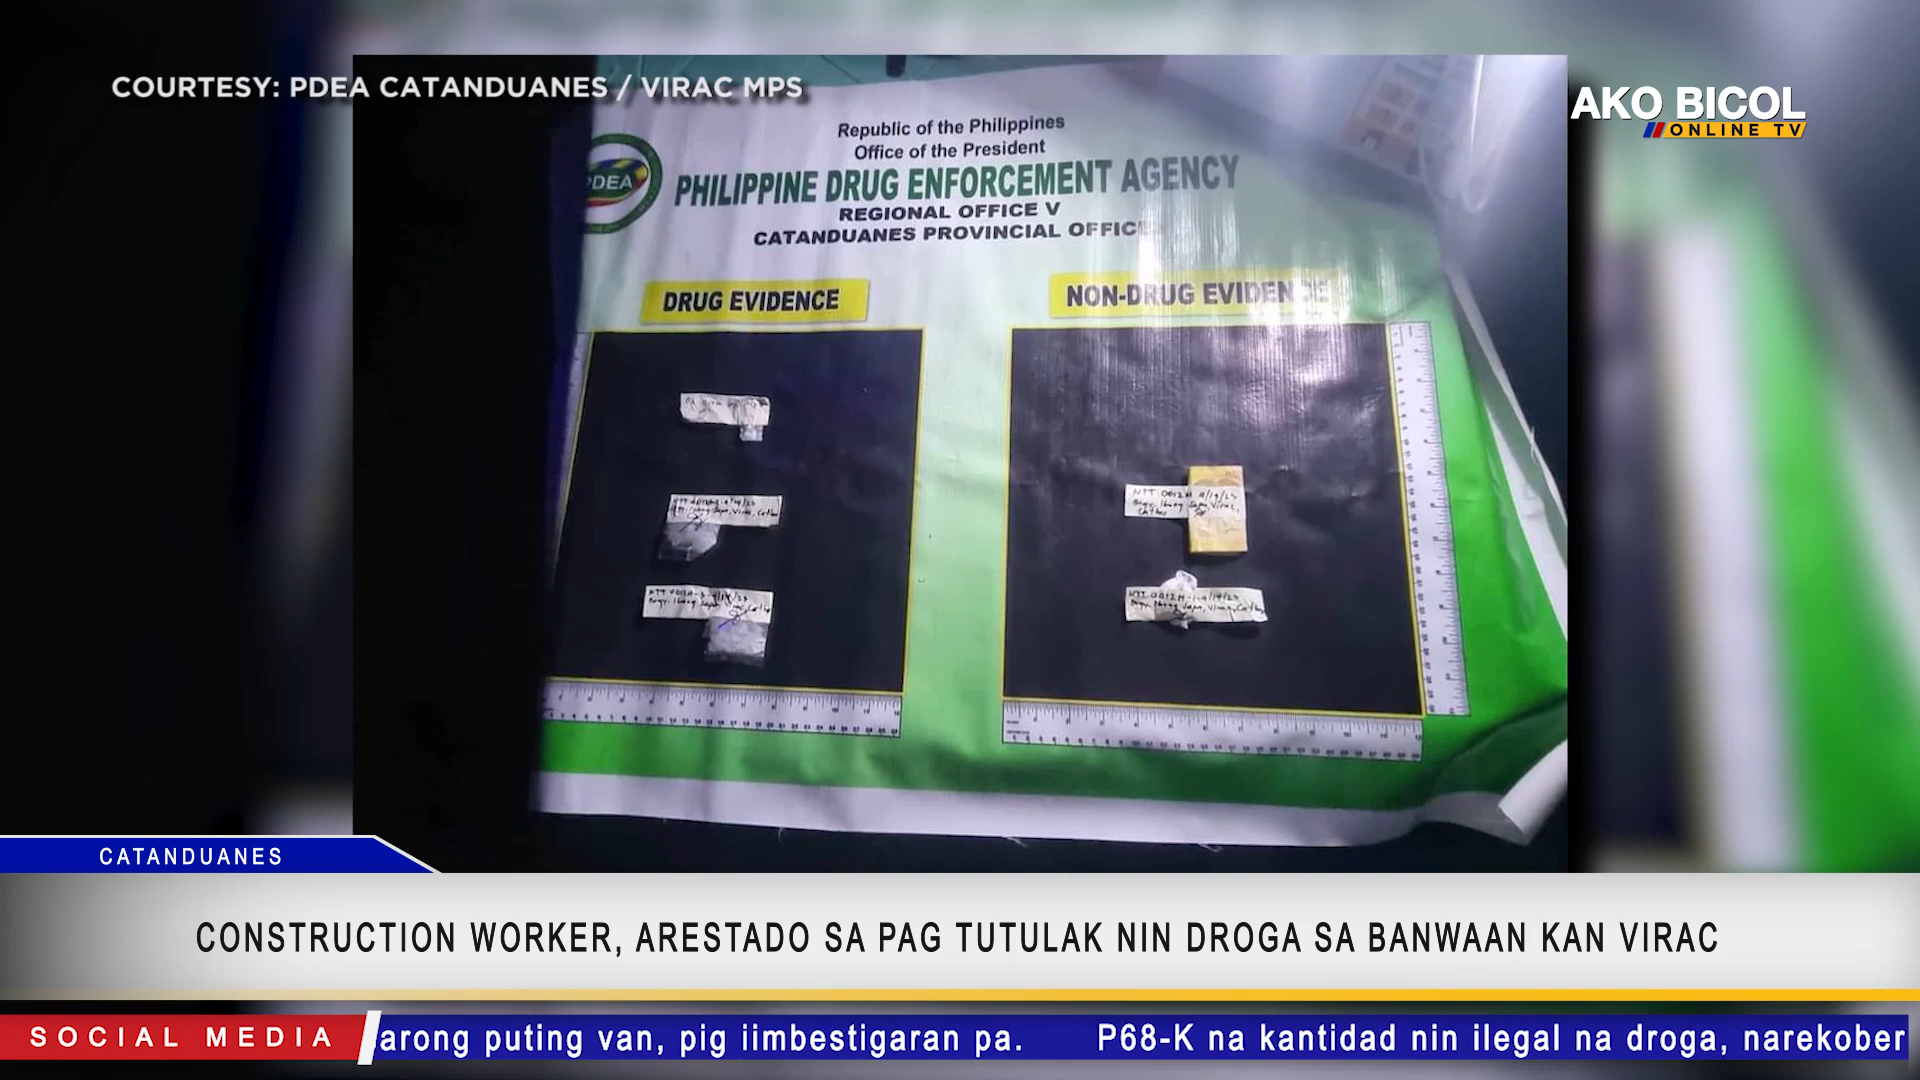 COURTESY: PDEA CATANDUANES / VIRAC MPS
AKO BICOL
ONLINE TV
Republic of the Philippines
Office of the President
PDEA
PHILIPPINE DRUG ENFORCEMENT AGENCY
REGIONAL OFFICE V
CATANDUANES PROVINCIAL OFFIC
DRUG EVIDENCE
NON-DRUG EVIDENCE
CATANDUANES
CONSTRUCTION WORKER, ARESTADO SA PAG TUTULAK NIN DROGA SA BANWAAN KAN VIRAC
SOCIAL MEDIA
arong puting van, pig iimbestigaran pa. P68-K na kantidad nin ilegal na droga, narekober